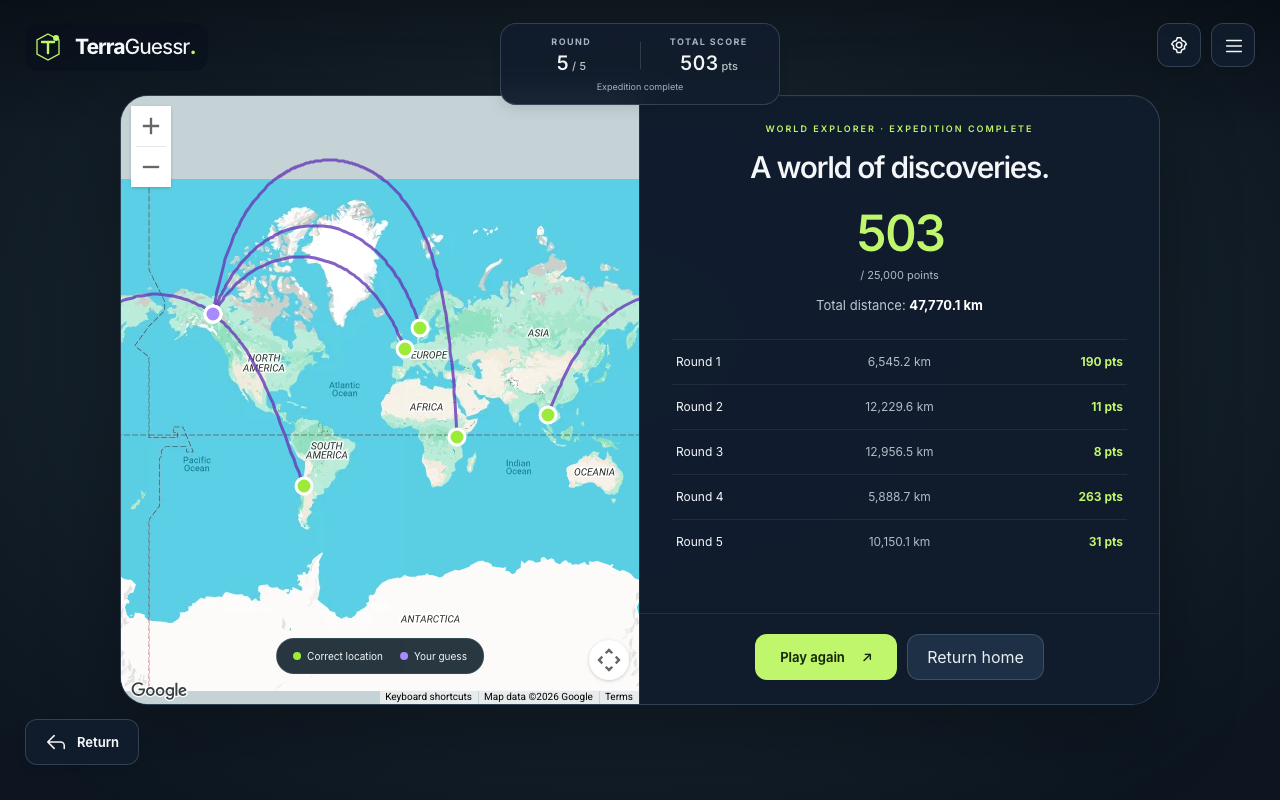 TerraGuessr.
ROUND
5 / 5
TOTAL SCORE
503 pts
Expedition complete
NORTH
AMERICA
EUROPE
ASIA
Atlantic
Ocean
AFRICA
SOUTH
AMERICA
Pacific
Ocean
Indian
Ocean
OCEANIA
ANTARCTICA
Correct location
Your guess
Google
Keyboard shortcuts
Map data ©2026 Google
Terms
WORLD EXPLORER · EXPEDITION COMPLETE
A world of discoveries.
503
/ 25,000 points
Total distance: 47,770.1 km
Round 1 6,545.2 km 190 pts
Round 2 12,229.6 km 11 pts
Round 3 12,956.5 km 8 pts
Round 4 5,888.7 km 263 pts
Round 5 10,150.1 km 31 pts
Play again
Return home
Return